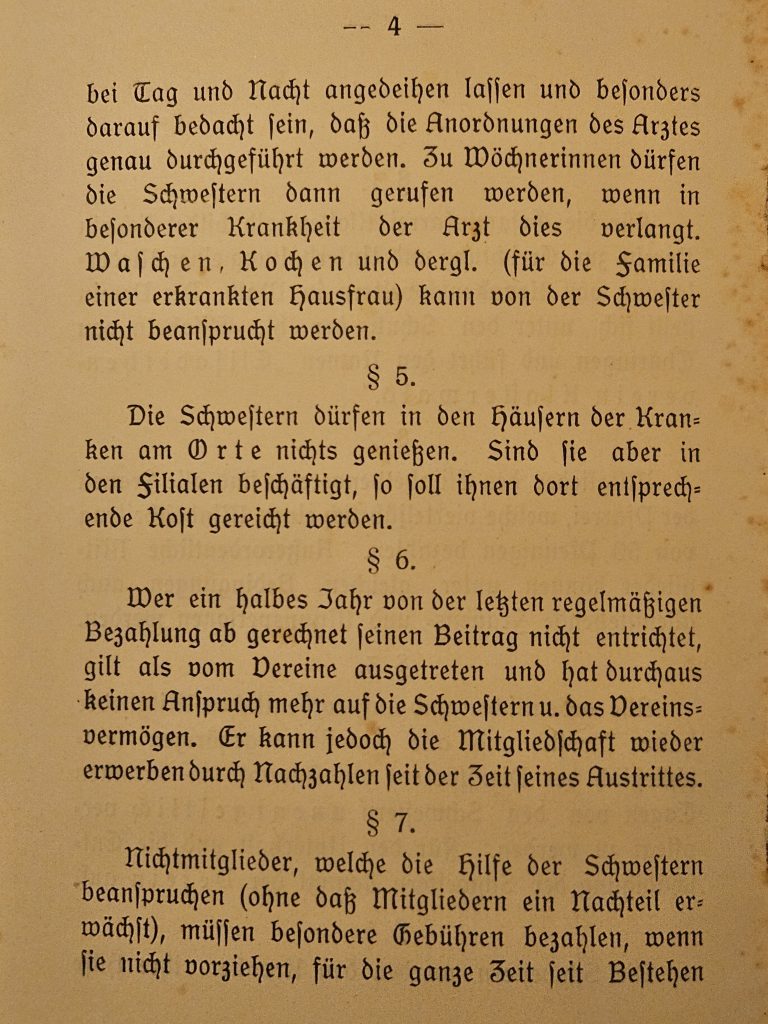 -- 4 —
bei Tag und Nacht angedeihen laſſen und beſonders
darauf bedacht ſein, daß die Anordnungen des Arztes
genau durchgeführt werden. Zu Wöchnerinnen dürfen
die Schweſtern dann gerufen werden, wenn in
beſonderer Krankheit der Arzt dies verlangt.
Waſchen, Kochen und dergl. (für die Familie
einer erkrankten Hausfrau) kann von der Schweſter
nicht beanſprucht werden.
§ 5.
Die Schweſtern dürfen in den Häuſern der Kran⸗
ken am Orte nichts genießen. Sind ſie aber in
den Filialen beſchäftigt, ſo ſoll ihnen dort entſprech⸗
ende Koſt gereicht werden.
§ 6.
Wer ein halbes Jahr von der letzten regelmäßigen
Bezahlung ab gerechnet ſeinen Beitrag nicht entrichtet,
gilt als vom Vereine ausgetreten und hat durchaus
keinen Anſpruch mehr auf die Schweſtern u. das Vereins⸗
vermögen. Er kann jedoch die Mitgliedſchaft wieder
erwerben durch Nachzahlen ſeit der Zeit ſeines Austrittes.
§ 7.
Nichtmitglieder, welche die Hilfe der Schweſtern
beanſpruchen (ohne daß Mitgliedern ein Nachteil er⸗
wächſt), müſſen beſondere Gebühren bezahlen, wenn
ſie nicht vorziehen, für die ganze Zeit ſeit Beſtehen